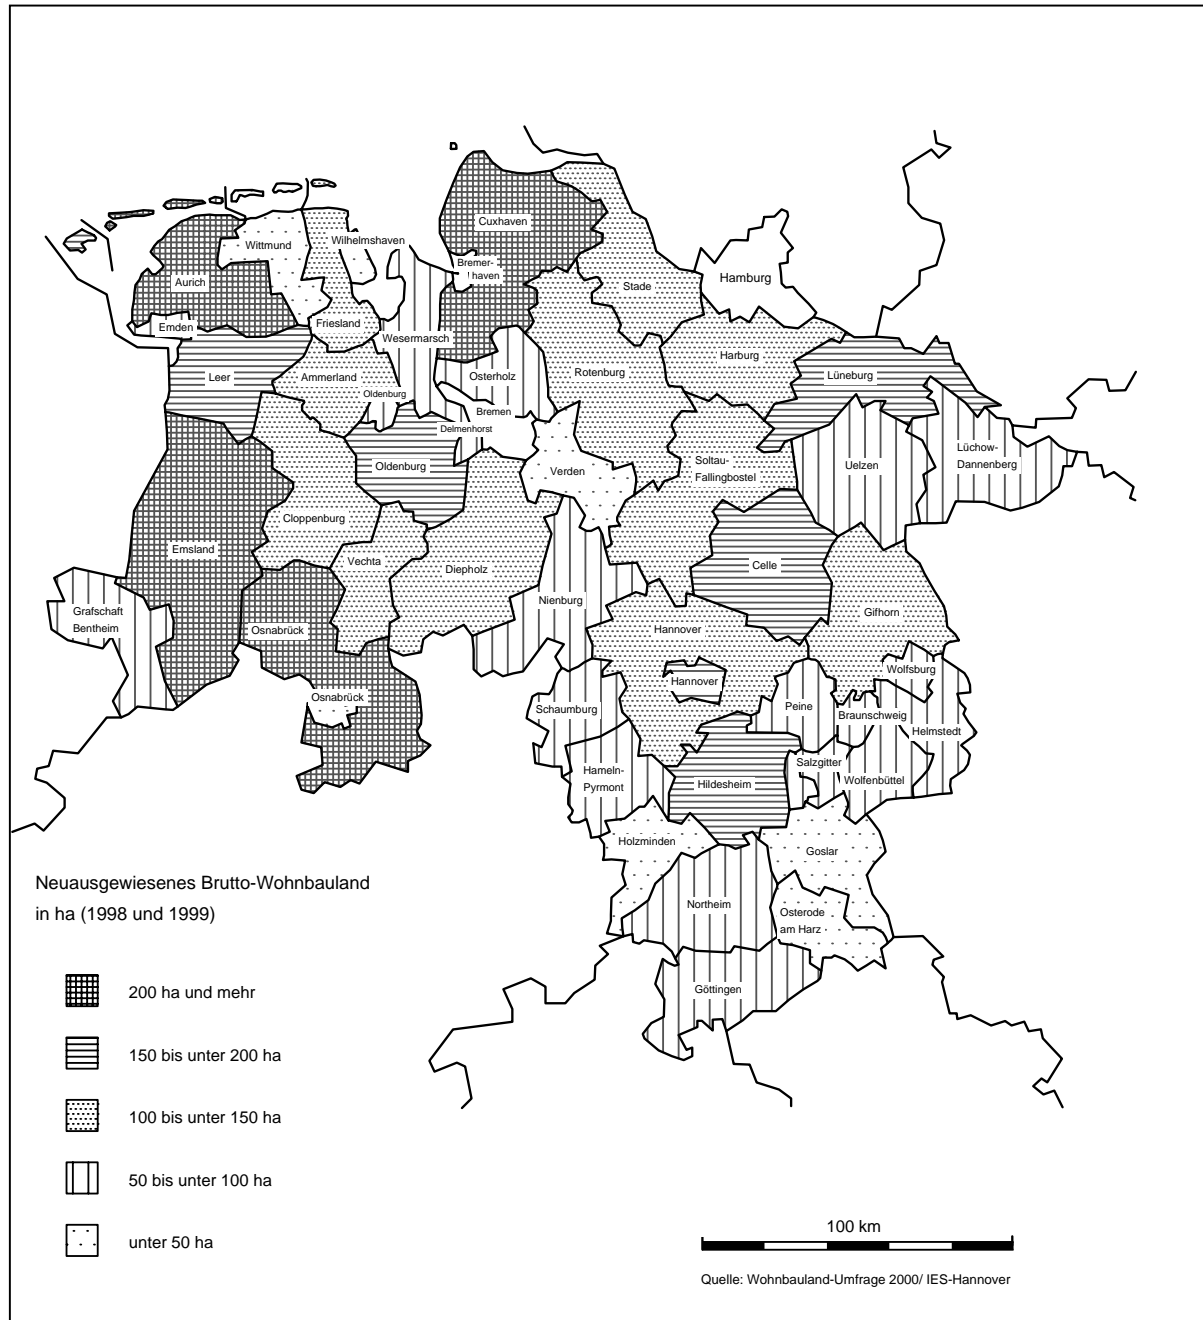 Cuxhaven
Wittmund
Wilhelmshaven
Bremer-
haven
Hamburg
Aurich
Stade
Emden
Friesland
Wesermarsch
Harburg
Leer
Ammerland
Osterholz
Rotenburg
Lüneburg
Oldenburg
Bremen
Delmenhorst
Lüchow-
Dannenberg
Oldenburg
Verden
Soltau-
Fallingbostel
Uelzen
Cloppenburg
Emsland
Vechta
Diepholz
Celle
Nienburg
Gifhorn
Grafschaft
Bentheim
Osnabrück
Hannover
Wolfsburg
Hannover
Osnabrück
Schaumburg
Peine
Braunschweig
Helmstedt
Salzgitter
Hameln-
Pyrmont
Hildesheim
Wolfenbüttel
Holzminden
Goslar
Northeim
Osterode
am Harz
Göttingen
Neuausgewiesenes Brutto-Wohnbauland
in ha (1998 und 1999)
200 ha und mehr
150 bis unter 200 ha
100 bis unter 150 ha
50 bis unter 100 ha
unter 50 ha
100 km
Quelle: Wohnbauland-Umfrage 2000/ IES-Hannover